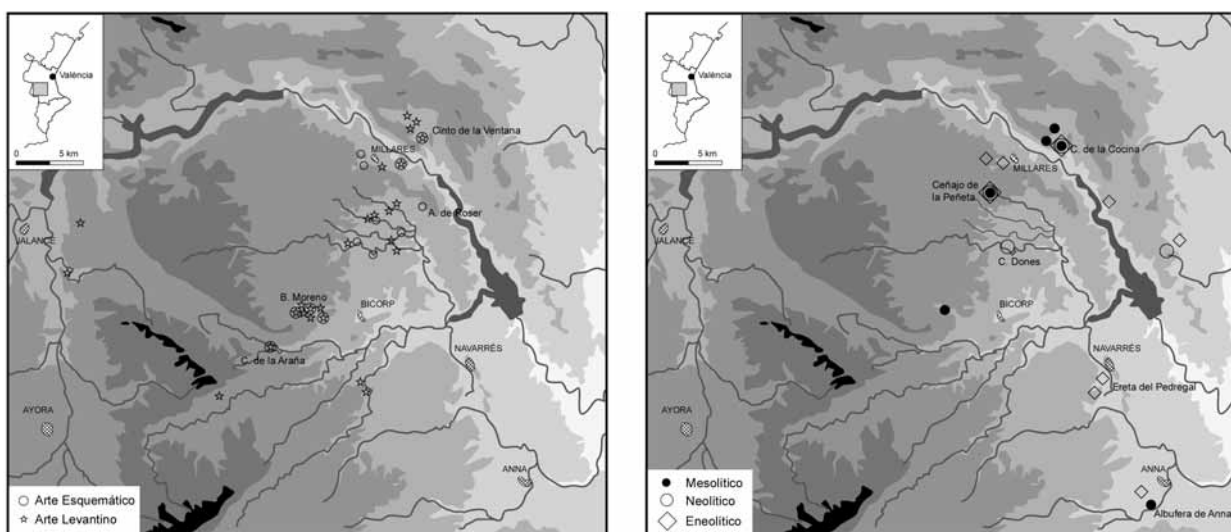 València
0 5 km
Cinto de la Ventana
MILLARES
A. de Roser
JALANCE
B. Moreno
BICORP
C. de la Araña
NAVARRÉS
AYORA
ANNA
Arte Esquemático
Arte Levantino
València
0 5 km
C. de la Cocina
MILLARES
Ceñajo de
la Peñeta
JALANCE
C. Dones
BICORP
NAVARRÉS
Ereta del Pedregal
AYORA
ANNA
Mesolítico
Neolítico
Eneolítico
Albufera de Anna